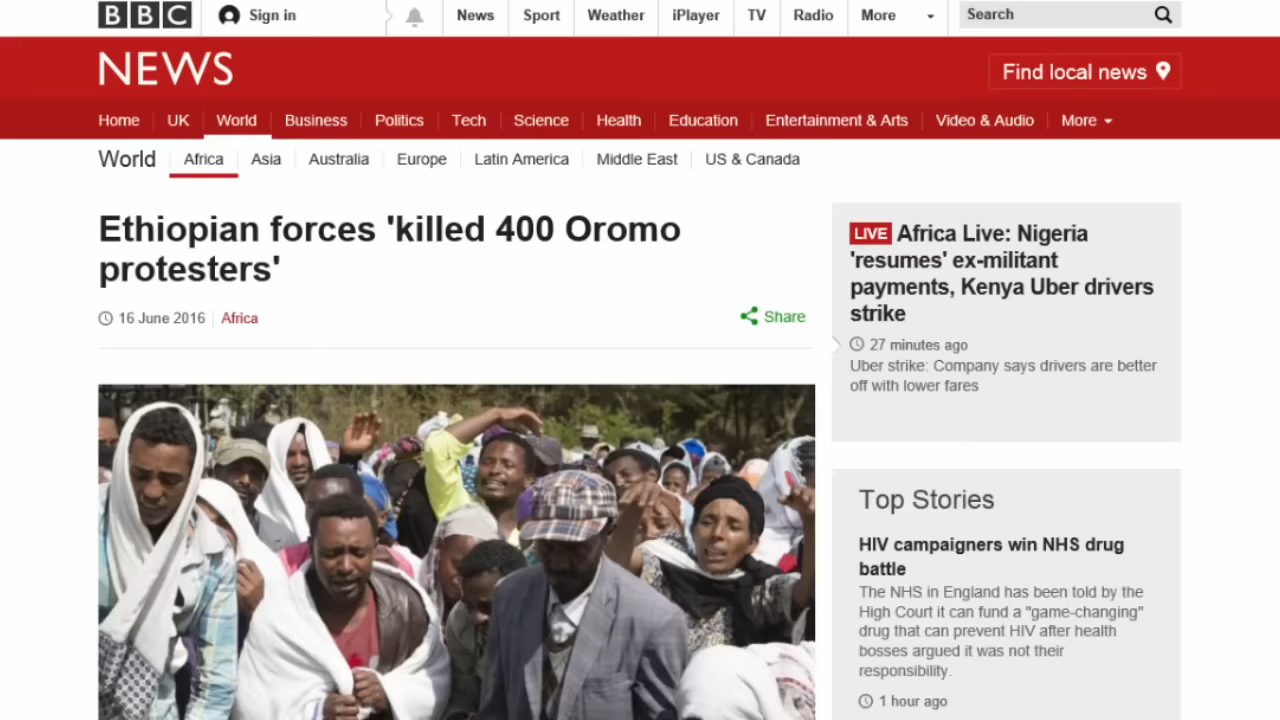 BBC Sign in News Sport Weather iPlayer TV Radio More Search
NEWS Find local news
Home UK World Business Politics Tech Science Health Education Entertainment & Arts Video & Audio More
World Africa Asia Australia Europe Latin America Middle East US & Canada
Ethiopian forces 'killed 400 Oromo
protesters'
16 June 2016 Africa
Share
LIVE Africa Live: Nigeria
'resumes' ex-militant
payments, Kenya Uber drivers
strike
27 minutes ago
Uber strike: Company says drivers are better
off with lower fares
Top Stories
HIV campaigners win NHS drug
battle
The NHS in England has been told by the
High Court it can fund a "game-changing"
drug that can prevent HIV after health
bosses argued it was not their
responsibility.
1 hour ago